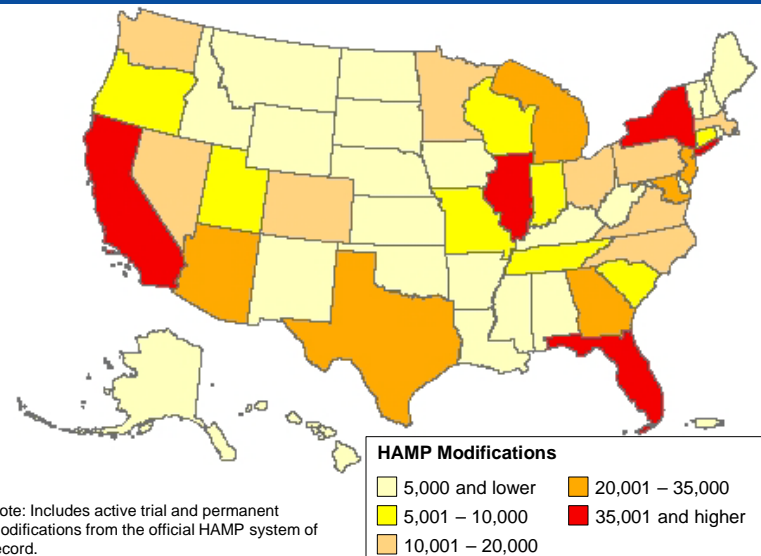 HAMP Modifications
5,000 and lower
20,001 – 35,000
5,001 – 10,000
35,001 and higher
10,001 – 20,000
ote: Includes active trial and permanent
odifications from the official HAMP system of
ecord.